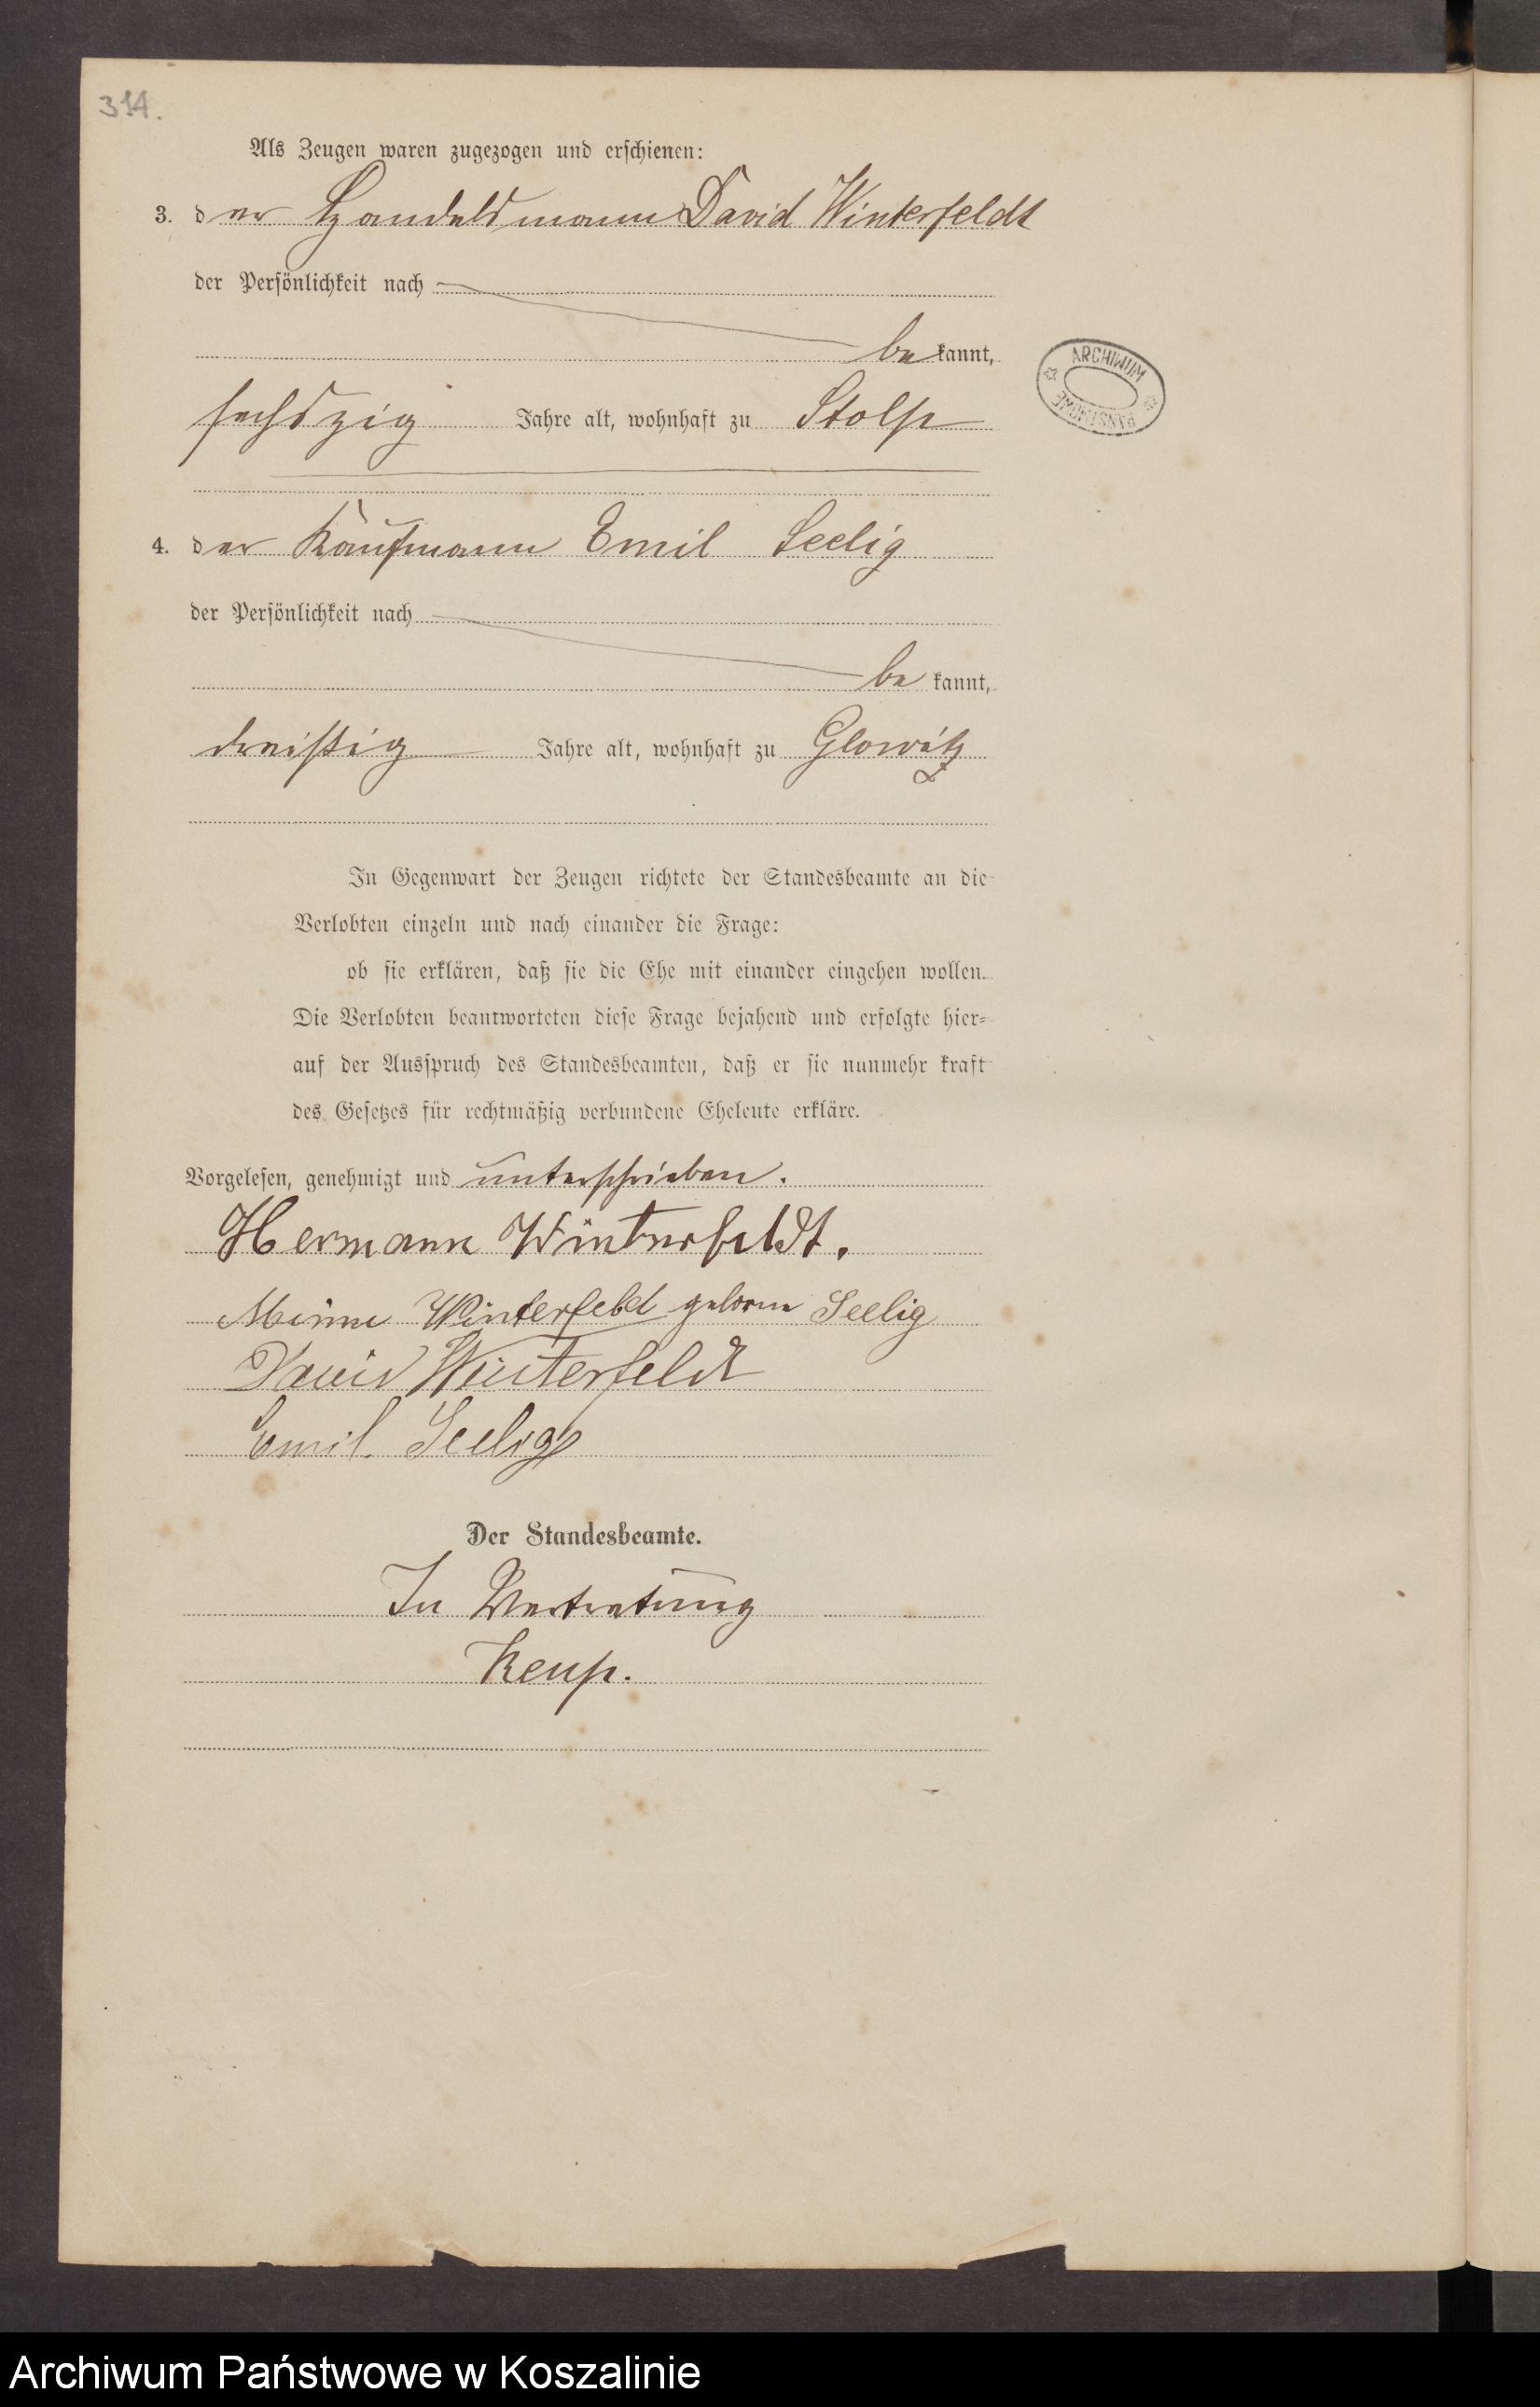 314.
Als Zeugen waren zugezogen und erschienen:
3. der Handelsmann David Winterfeldt
der Persönlichkeit nach
bekannt,
sechszig Jahre alt, wohnhaft zu Stolp
4. der Kaufmann Emil Seelig
der Persönlichkeit nach
be kannt,
dreißig Jahre alt, wohnhaft zu Glowitz
In Gegenwart der Zeugen richtete der Standesbeamte an die
Verlobten einzeln und nach einander die Frage:
ob sie erklären, daß sie die Ehe mit einander eingehen wollen.
Die Verlobten beantworteten diese Frage bejahend und erfolgte hier-
auf der Ausspruch des Standesbeamten, daß er sie nunmehr kraft
des Gesetzes für rechtmäßig verbundene Eheleute erkläre.
Vorgelesen, genehmigt und unterschrieben.
Hermann Winterfeldt.
Winterfeld geborne Seelig
David Winterfeldt
Emil Seelig
Der Standesbeamte.
In Vertretung
Keup.
ARCHIWUM
PAŃSTWOWE
Archiwum Państwowe w Koszalinie